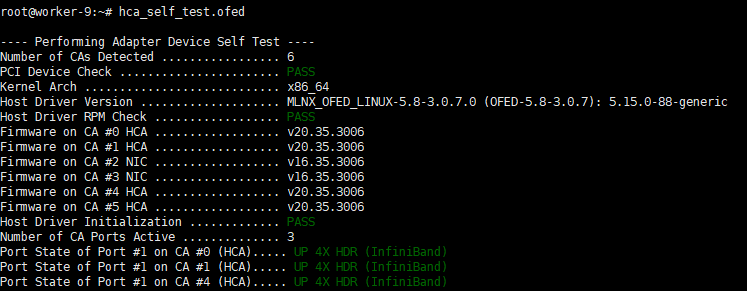 root@worker-9:~# hca_self_test.ofed
---- Performing Adapter Device Self Test ----
Number of CAs Detected ................. 6
PCI Device Check ....................... PASS
Kernel Arch ............................ x86_64
Host Driver Version .................... MLNX_OFED_LINUX-5.8-3.0.7.0 (OFED-5.8-3.0.7): 5.15.0-88-generic
Host Driver RPM Check .................. PASS
Firmware on CA #0 HCA .................. v20.35.3006
Firmware on CA #1 HCA .................. v20.35.3006
Firmware on CA #2 NIC .................. v16.35.3006
Firmware on CA #3 NIC .................. v16.35.3006
Firmware on CA #4 HCA .................. v20.35.3006
Firmware on CA #5 HCA .................. v20.35.3006
Host Driver Initialization ............. PASS
Number of CA Ports Active .............. 3
Port State of Port #1 on CA #0 (HCA)..... UP 4X HDR (InfiniBand)
Port State of Port #1 on CA #1 (HCA)..... UP 4X HDR (InfiniBand)
Port State of Port #1 on CA #4 (HCA)..... UP 4X HDR (InfiniBand)